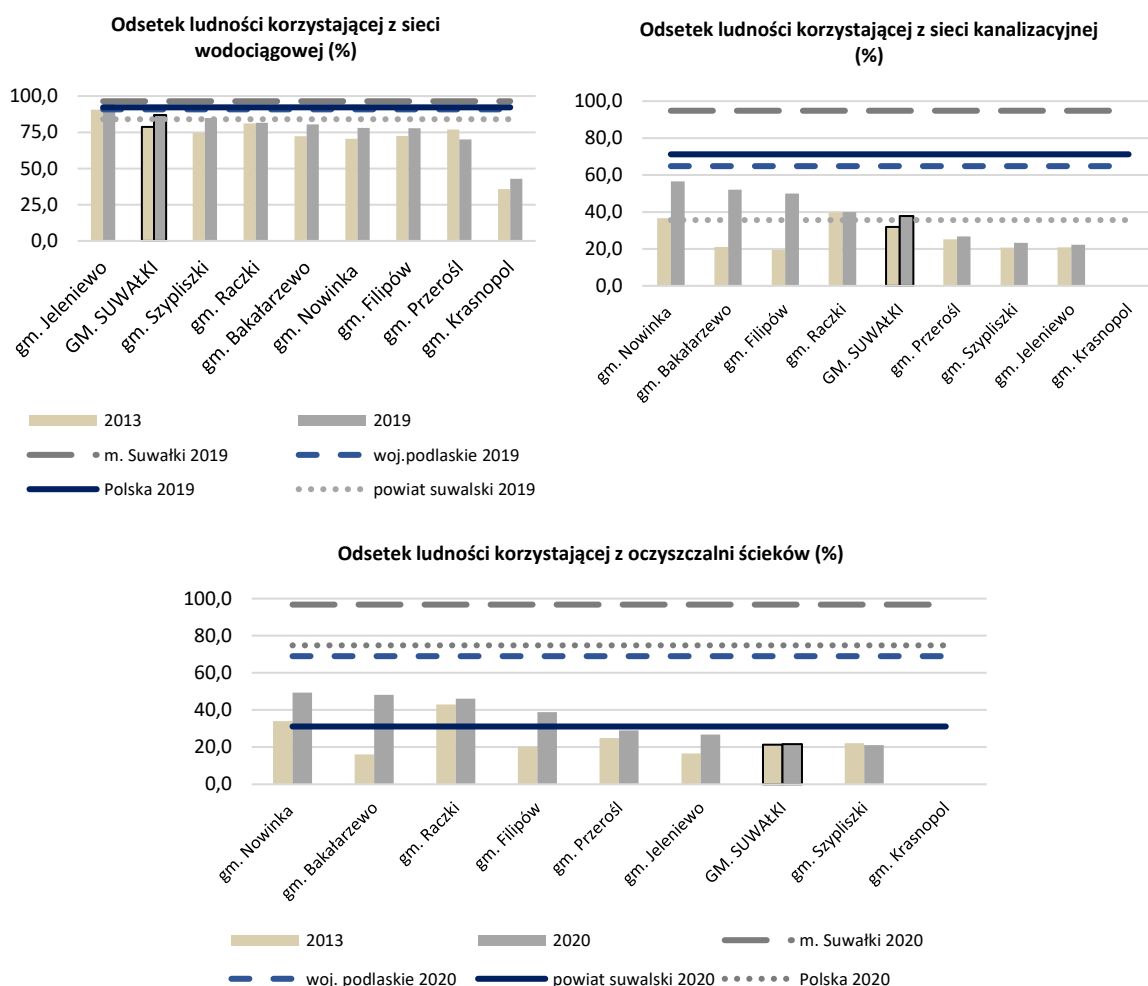 Odsetek ludności korzystającej z sieci
wodociągowej (%)
100,0
75,0
50,0
25,0
0,0
gm. Jeleniewo
GM. SUWAŁKI
gm. Szypliszki
gm. Raczki
gm. Bakałarzewo
gm. Nowinka
gm. Filipów
gm. Przerośl
gm. Krasnopol
2013
2019
m. Suwałki 2019
woj.podlaskie 2019
Polska 2019
powiat suwalski 2019
Odsetek ludności korzystającej z sieci kanalizacyjnej
(%)
100,0
80,0
60,0
40,0
20,0
0,0
gm. Nowinka
gm. Bakałarzewo
gm. Filipów
gm. Raczki
GM. SUWAŁKI
gm. Przerośl
gm. Szypliszki
gm. Jeleniewo
gm. Krasnopol
Odsetek ludności korzystającej z oczyszczalni ścieków (%)
100,0
80,0
60,0
40,0
20,0
0,0
gm. Nowinka
gm. Bakałarzewo
gm. Raczki
gm. Filipów
gm. Przerośl
gm. Jeleniewo
GM. SUWAŁKI
gm. Szypliszki
gm. Krasnopol
2013
2020
m. Suwałki 2020
woj. podlaskie 2020
powiat suwalski 2020
Polska 2020